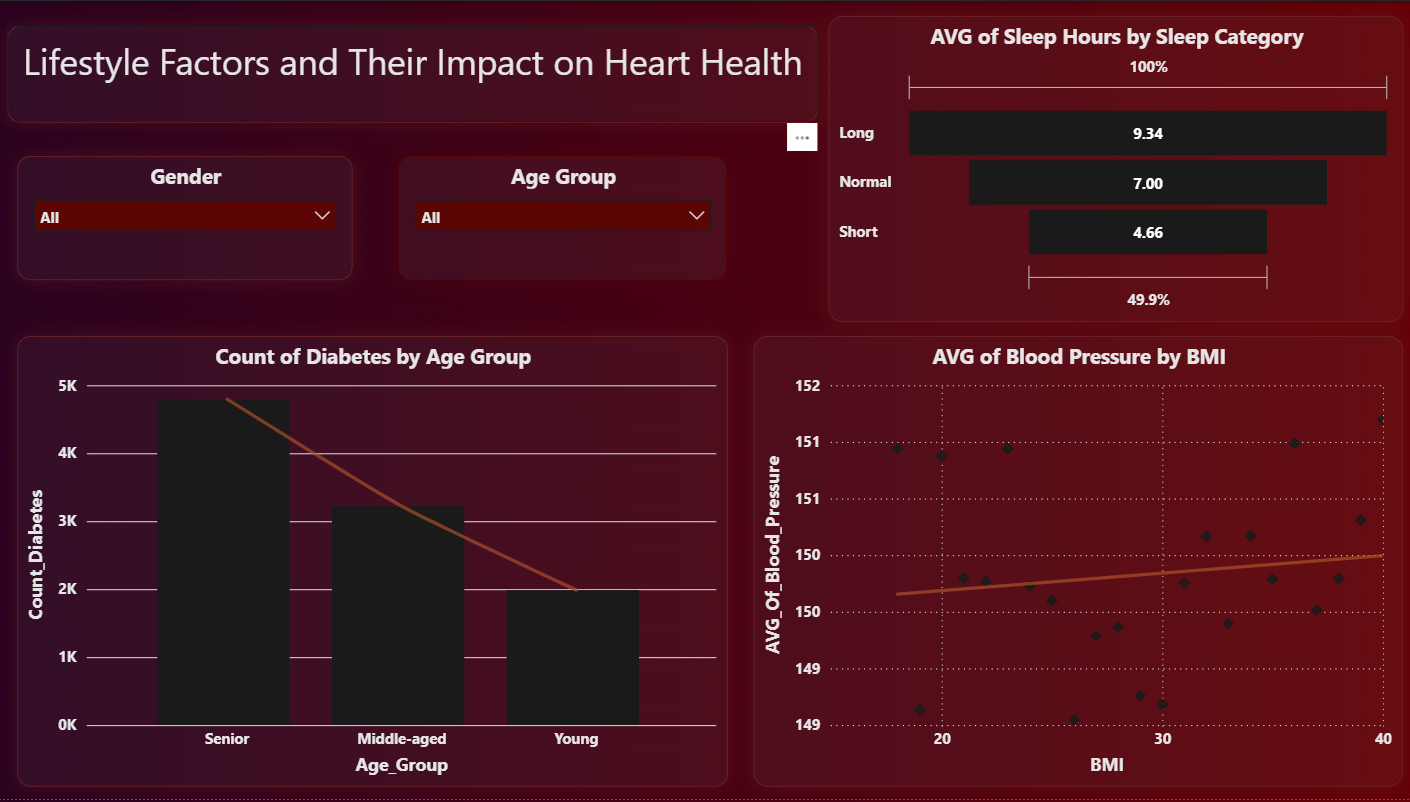 Lifestyle Factors and Their Impact on Heart Health
Gender
All
Age Group
All
AVG of Sleep Hours by Sleep Category
100%
Long
9.34
Normal
7.00
Short
4.66
49.9%
Count of Diabetes by Age Group
Count_Diabetes
5K
4K
3K
2K
1K
0K
Senior
Middle-aged
Young
Age_Group
AVG of Blood Pressure by BMI
AVG_Of_Blood_Pressure
152
151
151
150
150
149
149
20
30
40
BMI